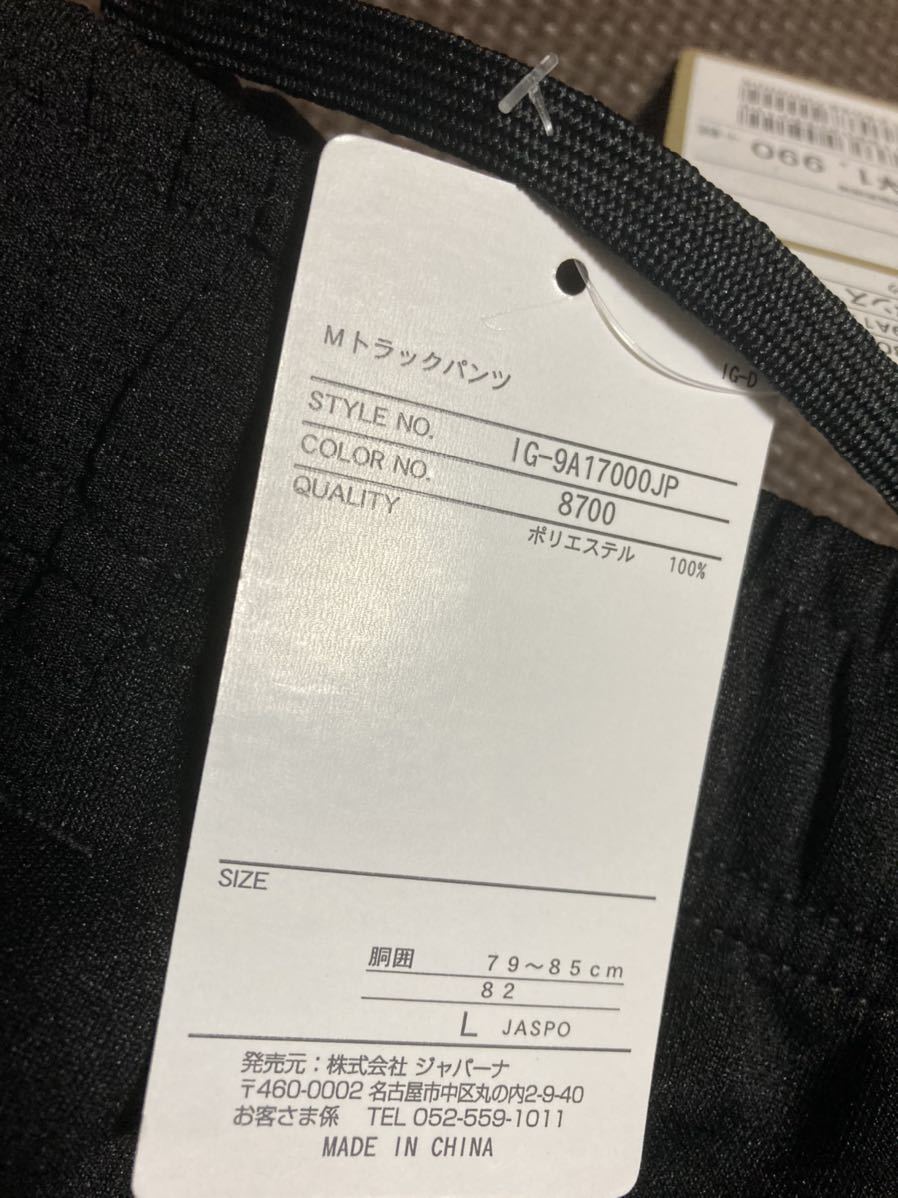 Mトラックパンツ
IG-D
STYLE NO. IG-9A17000JP
COLOR NO. 8700
QUALITY ポリエステル 100%
SIZE
胴囲 79~85cm
82
L JASPO
発売元:株式会社 ジャパーナ
〒460-0002 名古屋市中区丸の内2-9-40
お客さま係 TEL 052-559-1011
MADE IN CHINA
990